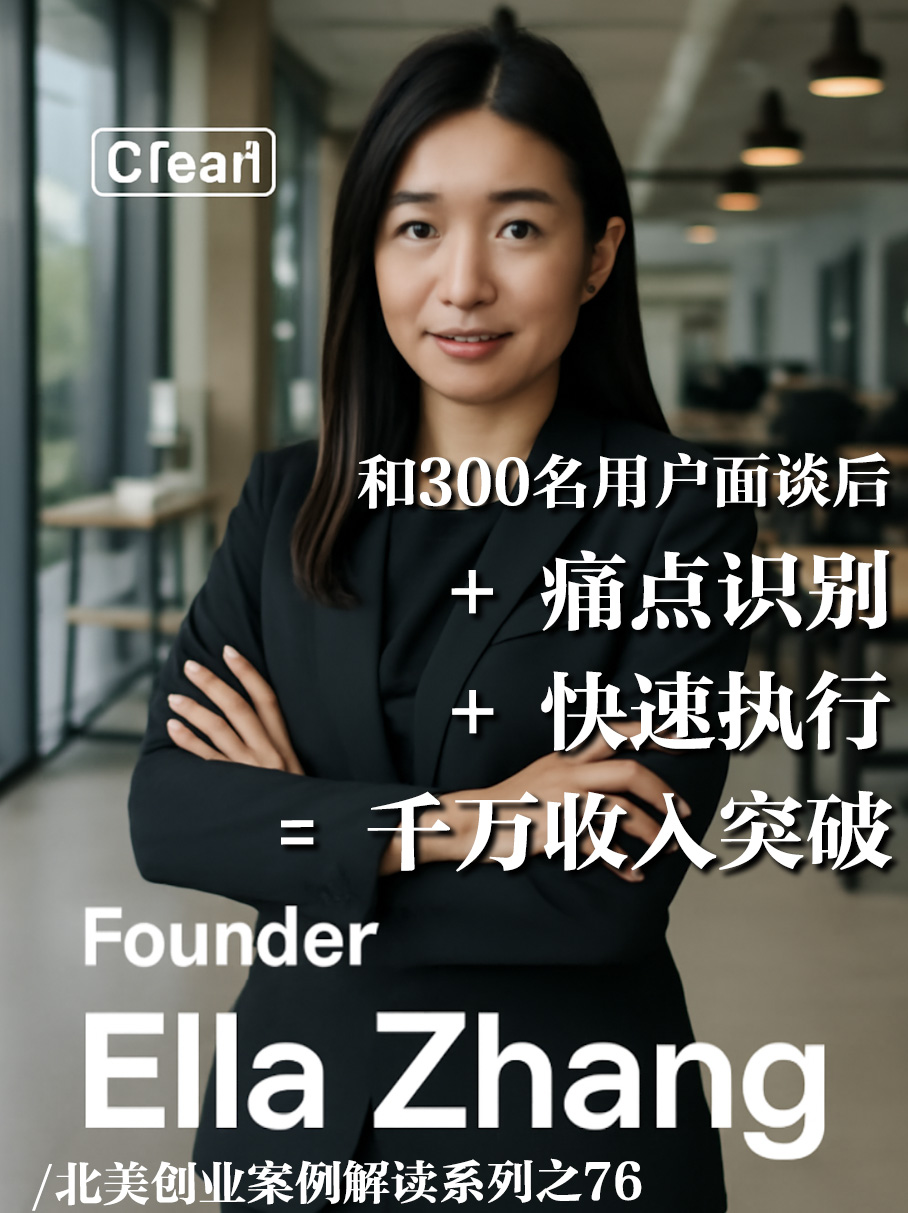 和300名用户面谈后
+ 痛点识别
+ 快速执行
= 千万收入突破
Founder
Ella Zhang
/北美创业案例解读系列之76